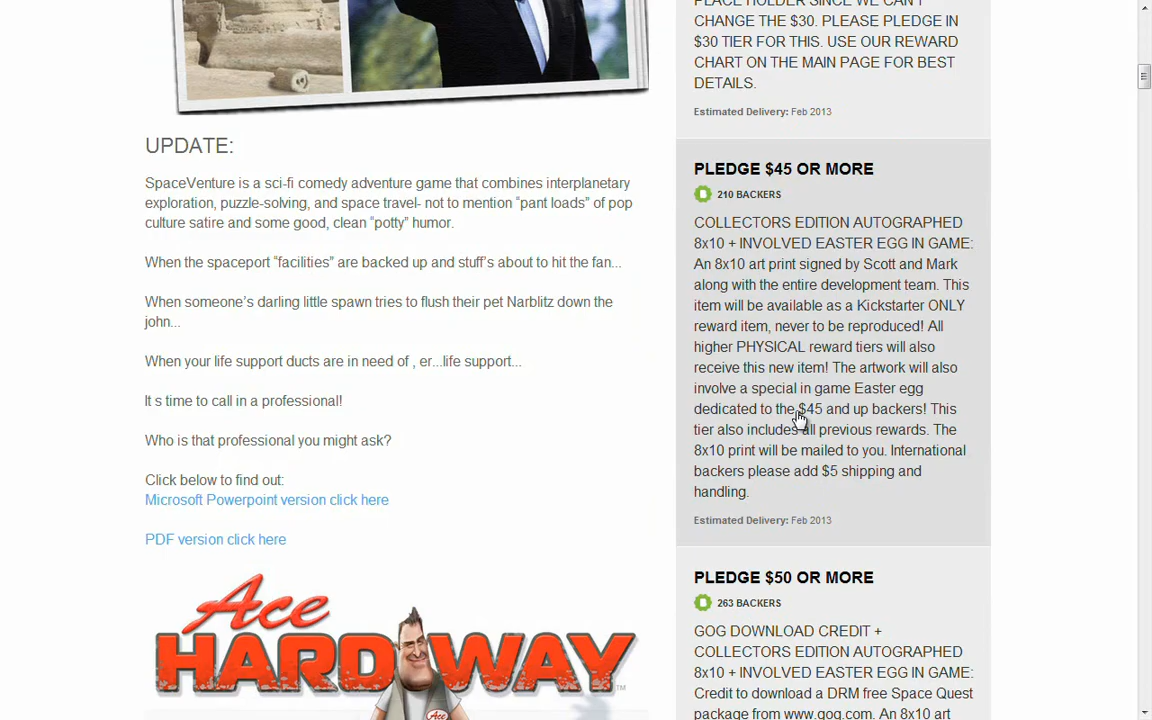 PLACE HOLDER SINCE WE CAN'T
CHANGE THE $30. PLEASE PLEDGE IN
$30 TIER FOR THIS. USE OUR REWARD
CHART ON THE MAIN PAGE FOR BEST
DETAILS.
Estimated Delivery: Feb 2013
UPDATE:
SpaceVenture is a sci-fi comedy adventure game that combines interplanetary
exploration, puzzle-solving, and space travel- not to mention “pant loads” of pop
culture satire and some good, clean “potty” humor.
When the spaceport “facilities” are backed up and stuff’s about to hit the fan...
When someone’s darling little spawn tries to flush their pet Narblitz down the
john...
When your life support ducts are in need of , er...life support...
It s time to call in a professional!
Who is that professional you might ask?
Click below to find out:
Microsoft Powerpoint version click here
PDF version click here
Ace
HARDWAY™
Ace
PLEDGE $45 OR MORE
210 BACKERS
COLLECTORS EDITION AUTOGRAPHED
8x10 + INVOLVED EASTER EGG IN GAME:
An 8x10 art print signed by Scott and Mark
along with the entire development team. This
item will be available as a Kickstarter ONLY
reward item, never to be reproduced! All
higher PHYSICAL reward tiers will also
receive this new item! The artwork will also
involve a special in game Easter egg
dedicated to the $45 and up backers! This
tier also includes all previous rewards. The
8x10 print will be mailed to you. International
backers please add $5 shipping and
handling.
Estimated Delivery: Feb 2013
PLEDGE $50 OR MORE
263 BACKERS
GOG DOWNLOAD CREDIT +
COLLECTORS EDITION AUTOGRAPHED
8x10 + INVOLVED EASTER EGG IN GAME:
Credit to download a DRM free Space Quest
package from www.gog.com. An 8x10 art